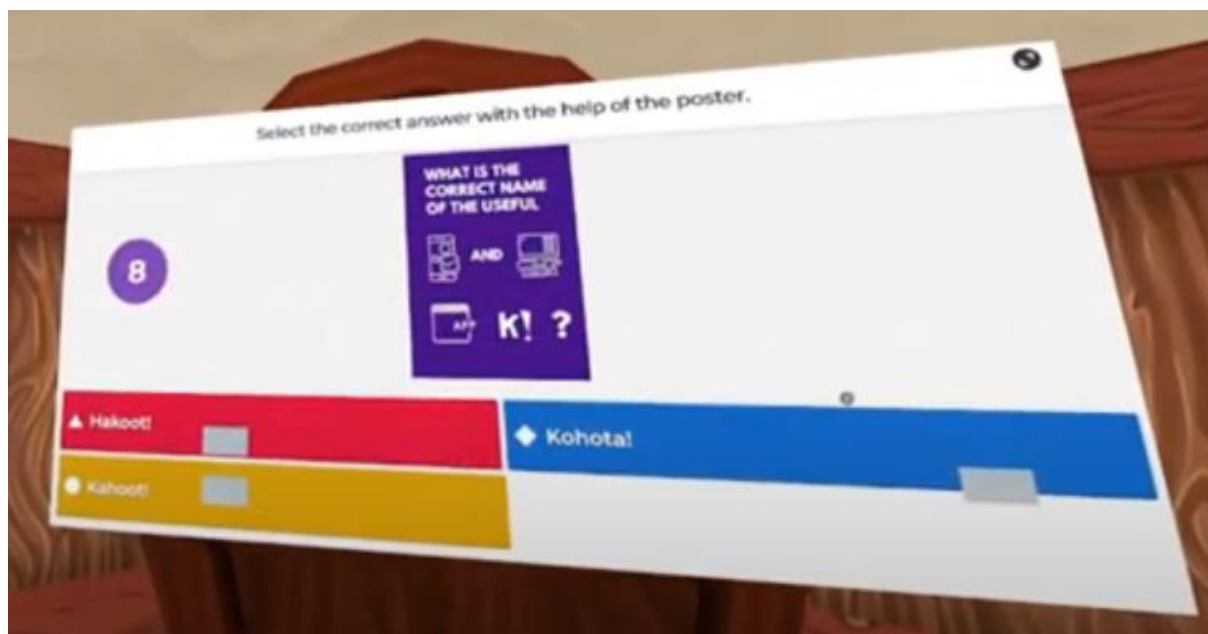 Select the correct answer with the help of the poster.
WHAT IS THE
CORRECT NAME
OF THE USEFUL
AND
8
APP K! ?
Hakoot!
Kohota!
Kahoot!